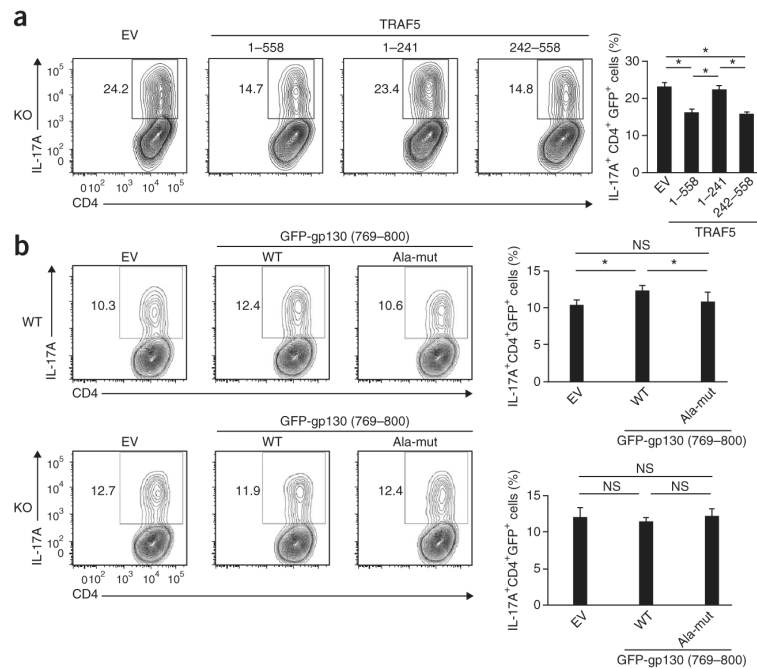 a
TRAF5
EV
1–558
1–241
242–558
KO
IL-17A
10⁵
10⁴
10³
10²
0
24.2
14.7
23.4
14.8
0 10² 10³ 10⁴ 10⁵
CD4
IL-17A⁺ CD4⁺ GFP⁺ cells (%)
30
20
10
0
*
* *
*
EV
1–558
1–241
242–558
TRAF5
b
GFP-gp130 (769–800)
EV
WT
Ala-mut
WT
IL-17A
10.3
12.4
10.6
CD4
IL-17A⁺CD4⁺GFP⁺ cells (%)
15
10
5
0
NS
* *
EV
WT
Ala-mut
GFP-gp130 (769–800)
GFP-gp130 (769–800)
EV
WT
Ala-mut
KO
IL-17A
10⁵
10⁴
10³
10²
0
12.7
11.9
12.4
0 10² 10³ 10⁴ 10⁵
CD4
IL-17A⁺CD4⁺GFP⁺ cells (%)
15
10
5
0
NS
NS NS
EV
WT
Ala-mut
GFP-gp130 (769–800)